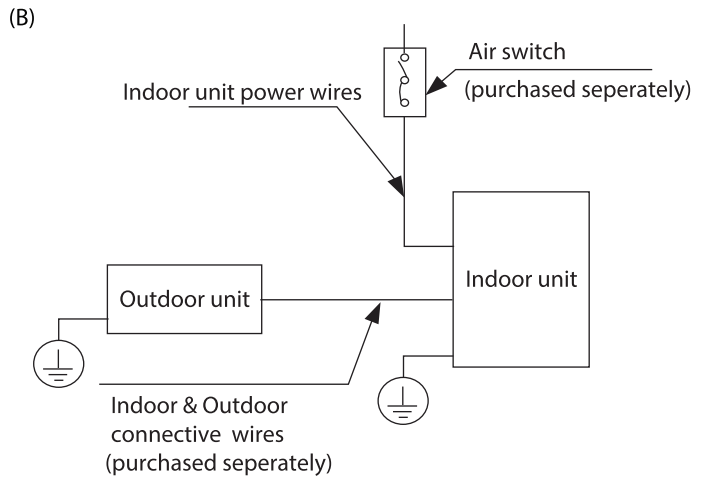 (B)
Air switch
(purchased seperately)
Indoor unit power wires
Indoor unit
Outdoor unit
Indoor & Outdoor
connective wires
(purchased seperately)